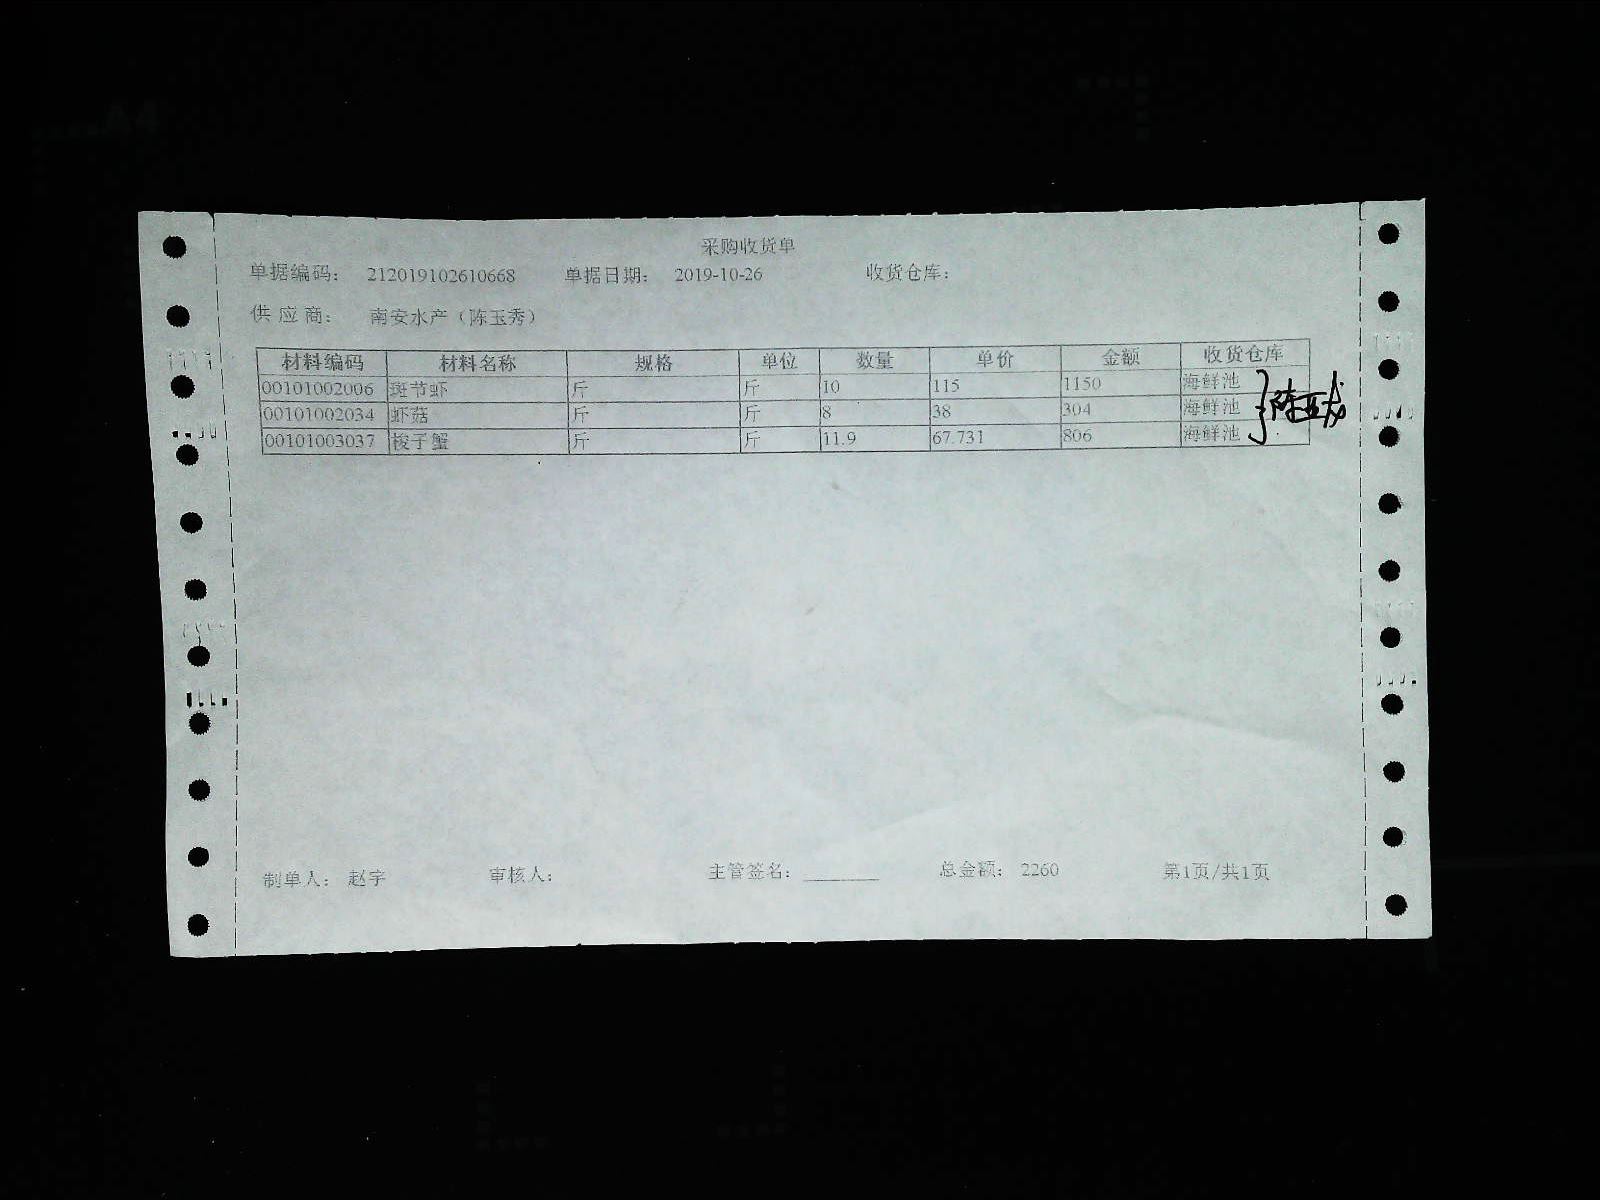 采购收货单
单据编码： 212019102610668 单据日期： 2019-10-26 收货仓库：
供应商： 南安水产（陈玉秀）
材料编码 材料名称 规格 单位 数量 单价 金额 收货仓库
00101002006 斑节虾 斤 斤 10 115 1150 海鲜池
00101002034 虾菇 斤 斤 8 38 304 海鲜池
00101003037 梭子蟹 斤 斤 11.9 67.731 806 海鲜池
制单人： 赵宇 审核人： 主管签名： 总金额： 2260 第1页/共1页